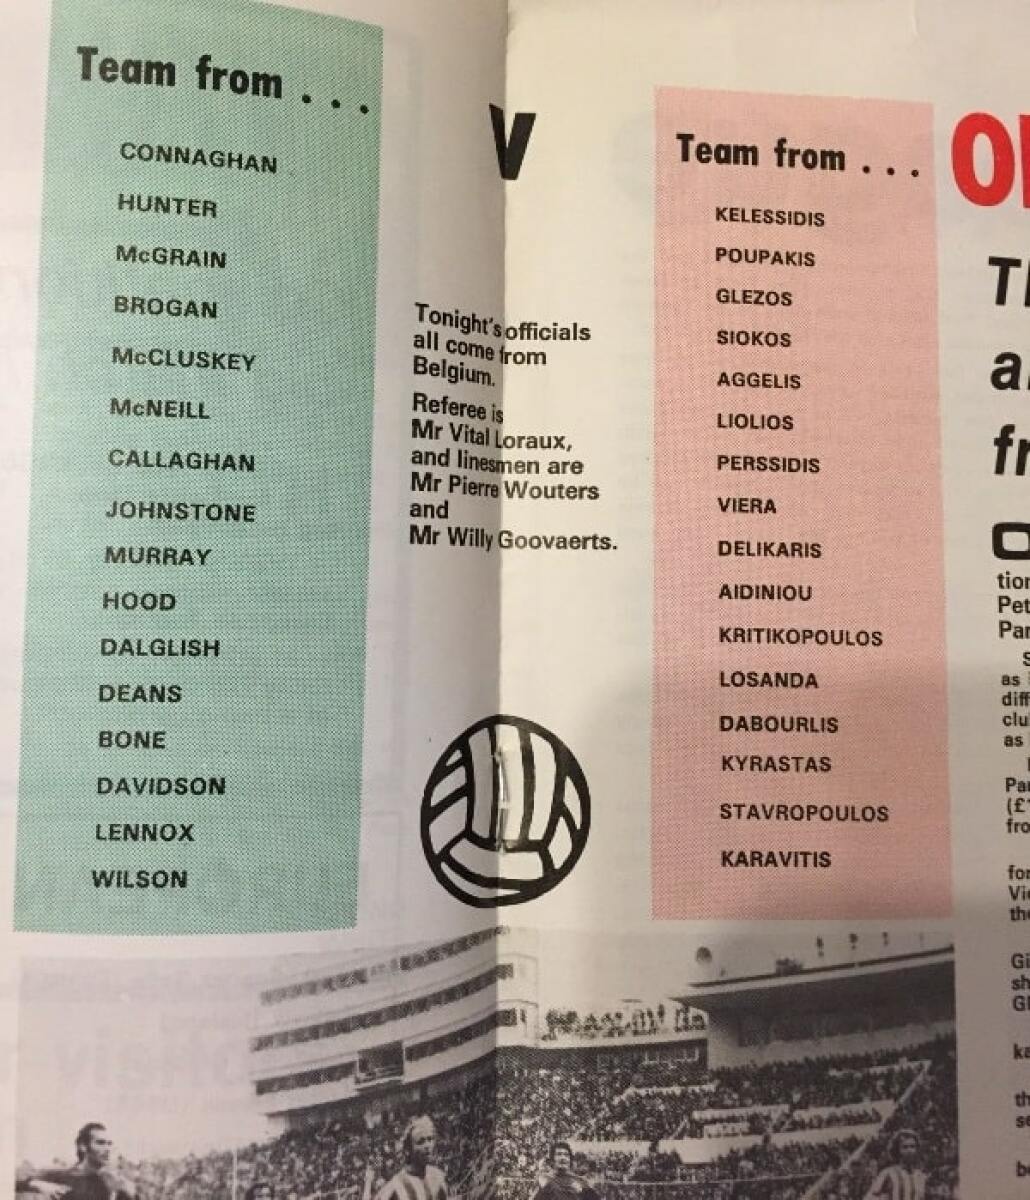 Team from . . .
CONNAGHAN
HUNTER
McGRAIN
BROGAN
McCLUSKEY
McNEILL
CALLAGHAN
JOHNSTONE
MURRAY
HOOD
DALGLISH
DEANS
BONE
DAVIDSON
LENNOX
WILSON
V
Tonight's officials
all come from
Belgium.
Referee is
Mr Vital Loraux,
and linesmen are
Mr Pierre Wouters
and
Mr Willy Goovaerts.
Team from . . .
KELESSIDIS
POUPAKIS
GLEZOS
SIOKOS
AGGELIS
LIOLIOS
PERSSIDIS
VIERA
DELIKARIS
AIDINIOU
KRITIKOPOULOS
LOSANDA
DABOURLIS
KYRASTAS
STAVROPOULOS
KARAVITIS